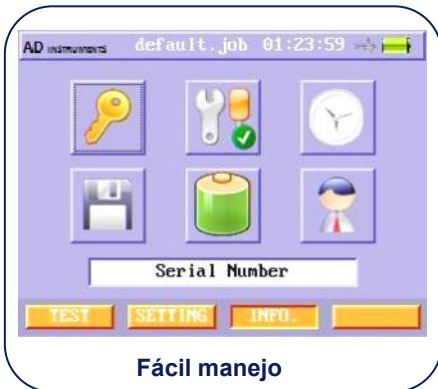 AD INSTRUMENTS default.job 01:23:59
Serial Number
TEST SETTING INFO.
Fácil manejo